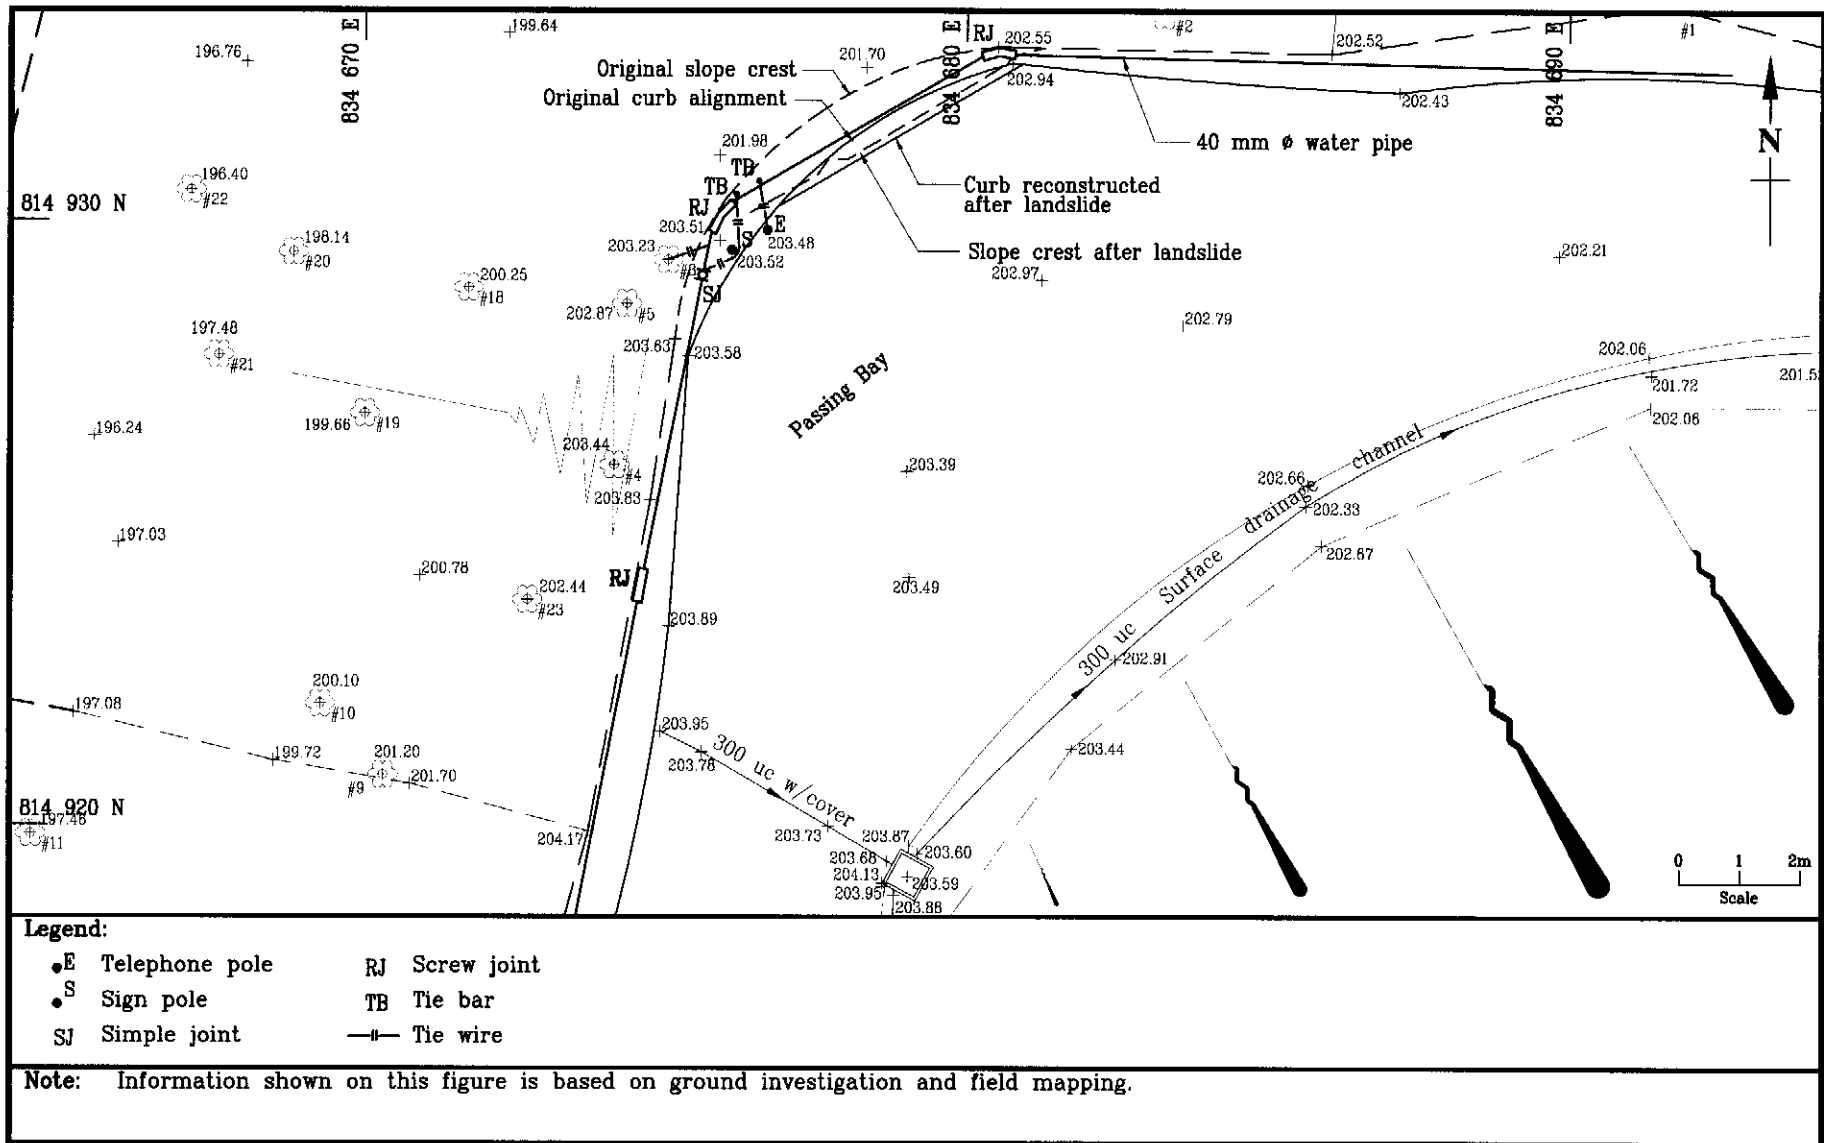 199.64
834 670 E
834 680 E
834 690 E
RJ
202.55
#2
202.52
#1
196.76
201.70
Original slope crest
202.94
Original curb alignment
202.43
40 mm ø water pipe
N
201.98
TB
TB
196.40
#22
Curb reconstructed
after landslide
814 930 N
RJ
203.51
E
203.48
198.14
#20
203.23
#8
S
203.52
Slope crest after landslide
202.21
200.25
#18
SJ
202.97
202.87
#5
202.79
197.48
#21
203.63
203.58
202.06
201.72
Passing Bay
202.06
199.66
#19
196.24
203.44
#4
203.39
300 uc Surface drainage channel
202.66
203.83
202.33
197.03
202.67
200.78
RJ
202.44
#23
203.49
203.89
202.91
200.10
#10
197.08
203.95
203.78
300 uc w/cover
203.44
199.72
201.20
#9
201.70
814 920 N
197.46
#11
204.17
203.73
203.87
203.60
203.68
204.13
203.59
203.95
203.88
0 1 2m
Scale
Legend:
E Telephone pole RJ Screw joint
S Sign pole TB Tie bar
SJ Simple joint Tie wire
Note: Information shown on this figure is based on ground investigation and field mapping.